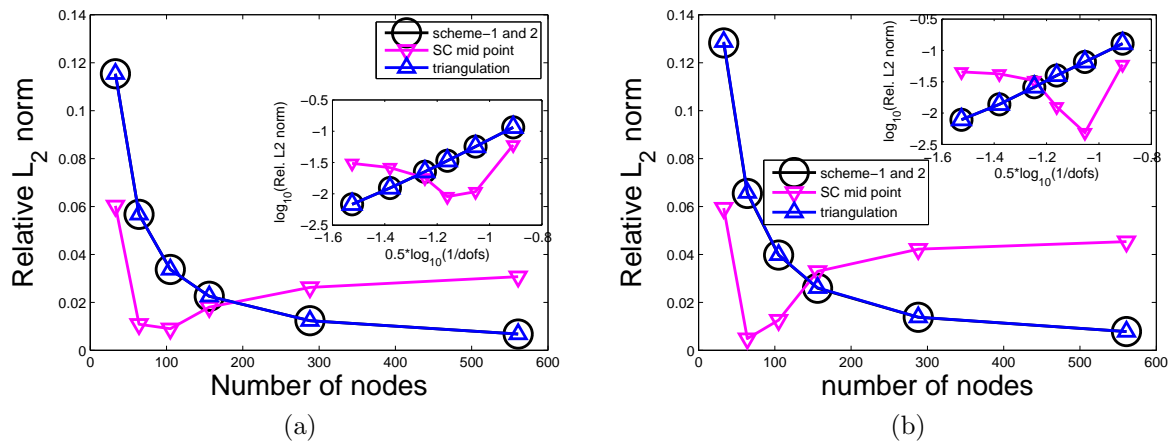 0.14
0.12
0.1
0.08
0.06
0.04
0.02
0
Relative L2 norm
0 100 200 300 400 500 600
Number of nodes
scheme−1 and 2
SC mid point
triangulation
−0.5
−1
−1.5
−2
−2.5
log10(Rel. L2 norm)
−1.6 −1.4 −1.2 −1 −0.8
0.5*log10(1/dofs)
(a)
0.14
0.12
0.1
0.08
0.06
0.04
0.02
0
Relative L2 norm
0 100 200 300 400 500 600
number of nodes
scheme−1 and 2
SC mid point
triangulation
−0.5
−1
−1.5
−2
−2.5
log10(Rel. L2 norm)
−1.6 −1.4 −1.2 −1 −0.8
0.5*log10(1/dofs)
(b)